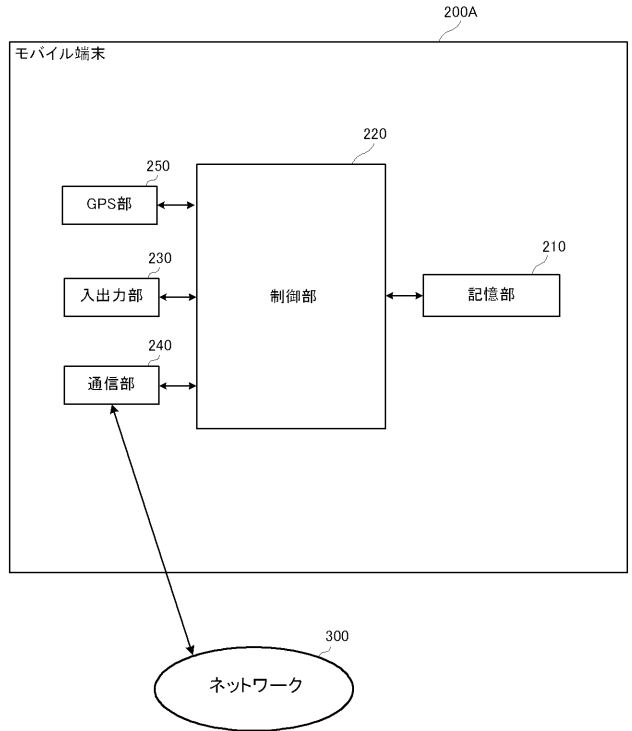 200A
モバイル端末
220
250
GPS部
230
入出力部
制御部
210
記憶部
240
通信部
300
ネットワーク